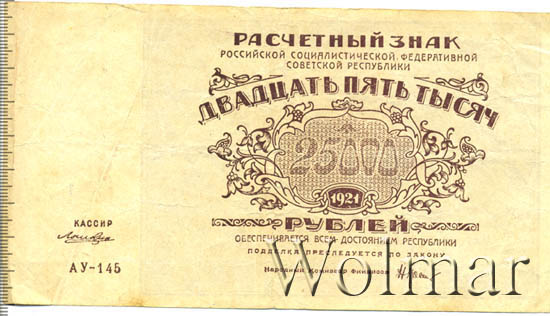 РАСЧЕТНЫЙ ЗНАК
РОССИЙСКОЙ СОЦИАЛИСТИЧЕСКОЙ ФЕДЕРАТИВНОЙ
СОВЕТСКОЙ РЕСПУБЛИКИ
ДВАДЦАТЬ ПЯТЬ ТЫСЯЧ
25000
1921
РУБЛЕЙ
ОБЕСПЕЧИВАЕТСЯ ВСЕМ ДОСТОЯНИЕМ РЕСПУБЛИКИ
ПОДДЕЛКА ПРЕСЛЕДУЕТСЯ ПО ЗАКОНУ
Народный Комиссар Финансов
КАССИР
АУ-145
Wolmar